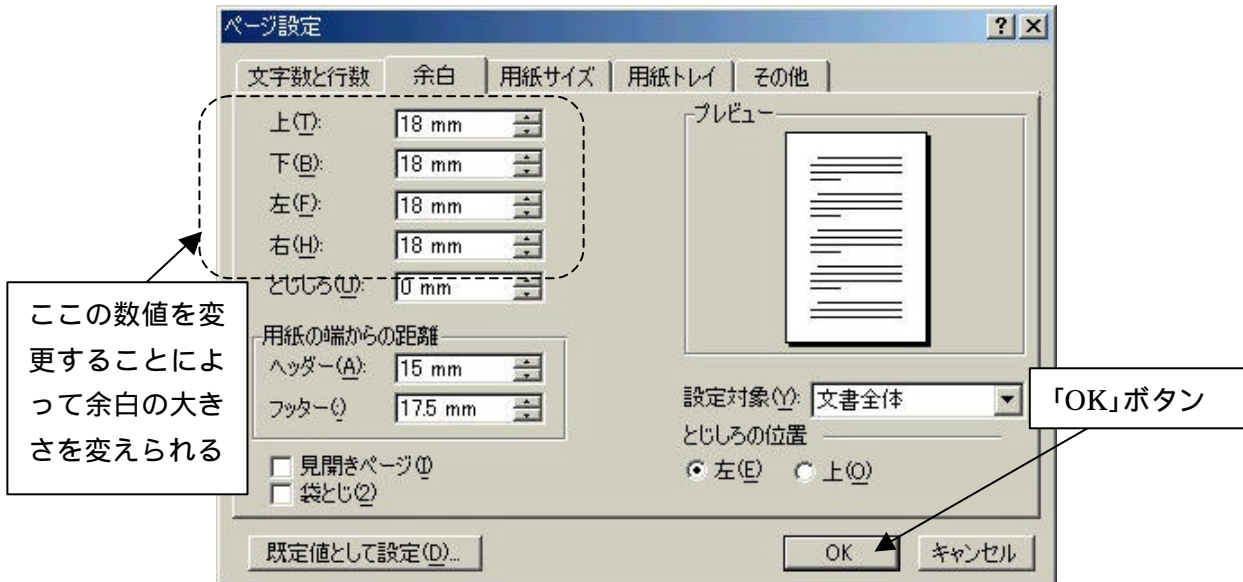 ページ設定
文字数と行数 余白 用紙サイズ 用紙トレイ その他
上(T): 18 mm
下(B): 18 mm
左(F): 18 mm
右(H): 18 mm
とじしろ(U): 0 mm
用紙の端からの距離
ヘッダー(A): 15 mm
フッター() 17.5 mm
見開きページ(I)
袋とじ(2)
既定値として設定(D)...
プレビュー
設定対象(Y): 文書全体
とじしろの位置
左(E) 上(O)
OK キャンセル
ここの数値を変
更することによ
って余白の大き
さを変えられる
「OK」ボタン